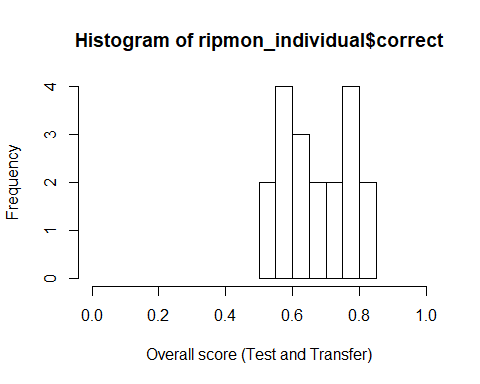 Histogram of ripmon_individual$correct
Frequency
4
3
2
1
0
0.0 0.2 0.4 0.6 0.8 1.0
Overall score (Test and Transfer)